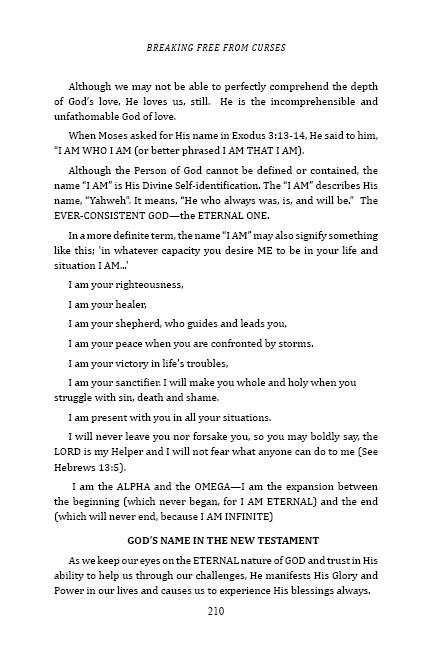 BREAKING FREE FROM CURSES
Although we may not be able to perfectly comprehend the depth
of God's love, He loves us, still. He is the incomprehensible and
unfathomable God of love.
When Moses asked for His name in Exodus 3:13-14, He said to him,
“I AM WHO I AM (or better phrased I AM THAT I AM).
Although the Person of God cannot be defined or contained, the
name “I AM” is His Divine Self-identification. The “I AM” describes His
name, “Yahweh”. It means, “He who always was, is, and will be.” The
EVER-CONSISTENT GOD—the ETERNAL ONE.
In a more definite term, the name “I AM” may also signify something
like this; 'in whatever capacity you desire ME to be in your life and
situation I AM...'
I am your righteousness,
I am your healer,
I am your shepherd, who guides and leads you,
I am your peace when you are confronted by storms.
I am your victory in life's troubles,
I am your sanctifier. I will make you whole and holy when you
struggle with sin, death and shame.
I am present with you in all your situations.
I will never leave you nor forsake you, so you may boldly say, the
LORD is my Helper and I will not fear what anyone can do to me (See
Hebrews 13:5).
I am the ALPHA and the OMEGA—I am the expansion between
the beginning (which never began, for I AM ETERNAL) and the end
(which will never end, because I AM INFINITE)
GOD'S NAME IN THE NEW TESTAMENT
As we keep our eyes on the ETERNAL nature of GOD and trust in His
ability to help us through our challenges, He manifests His Glory and
Power in our lives and causes us to experience His blessings always.
210